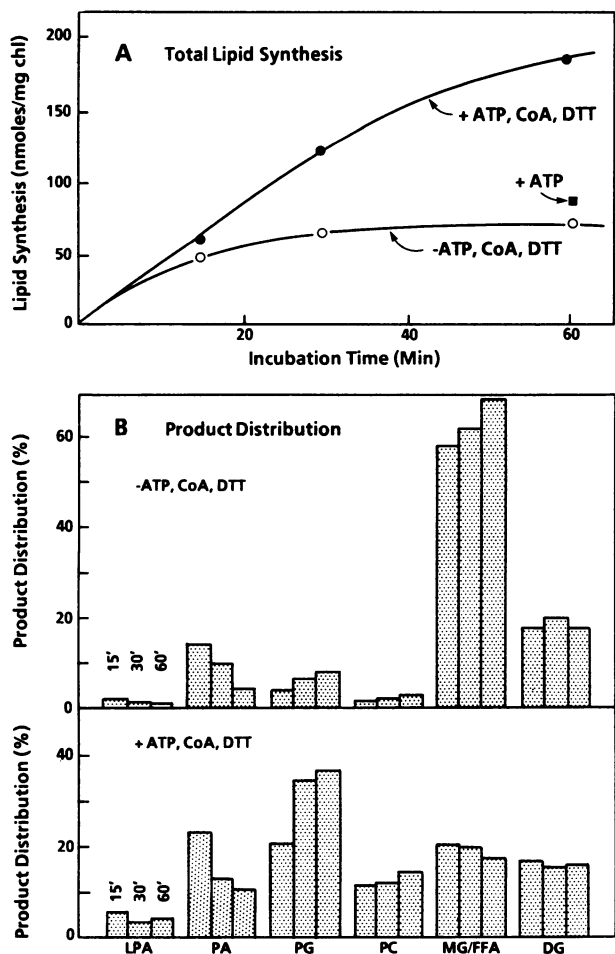 200
A Total Lipid Synthesis
150
+ ATP, CoA, DTT
100
+ ATP
50
-ATP, CoA, DTT
0
20 40 60
Incubation Time (Min)
Lipid Synthesis (nmoles/mg chl)
B Product Distribution
60
-ATP, CoA, DTT
40
20
15' 30' 60'
0
Product Distribution (%)
+ ATP, CoA, DTT
40
20
15' 30' 60'
0
Product Distribution (%)
LPA PA PG PC MG/FFA DG